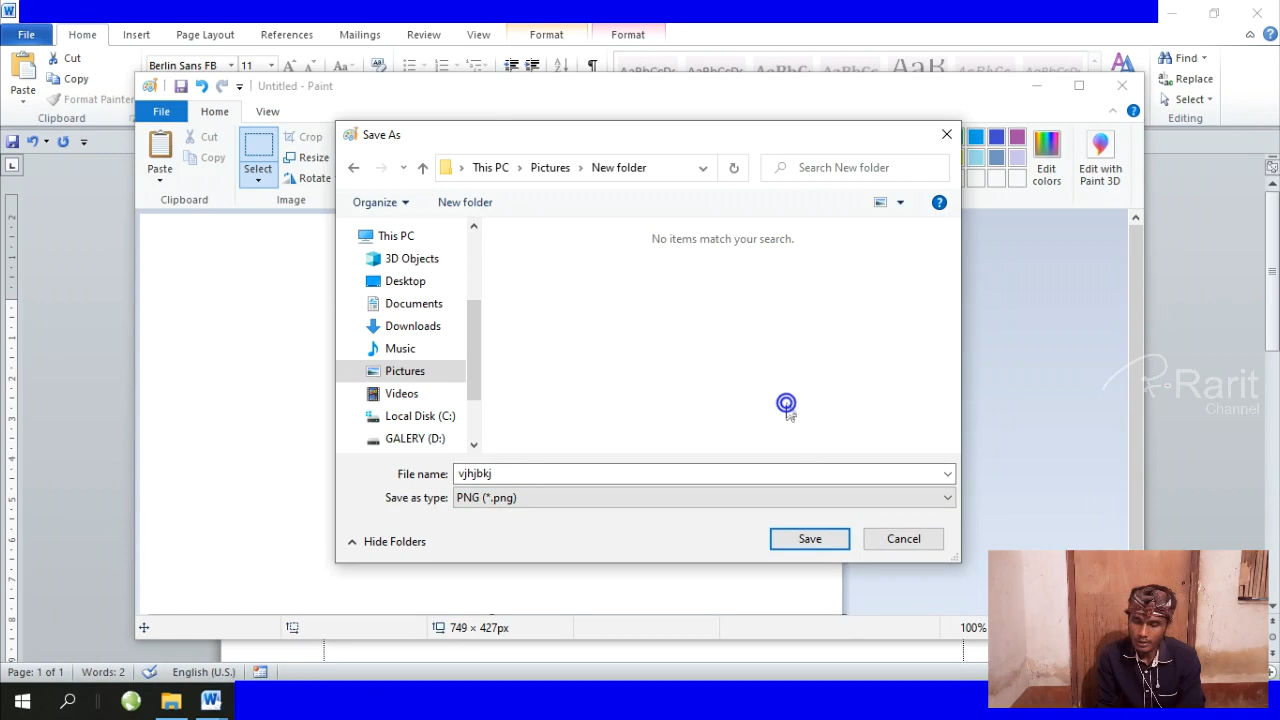 File Home Insert Page Layout References Mailings Review View Format Format
Cut
Copy
Format Painter
Paste
Clipboard
Berlin Sans FB 11
Find
Replace
Select
Editing
Untitled - Paint
File Home View
Paste
Cut
Copy
Clipboard
Select
Crop
Resize
Rotate
Image
Edit colors
Edit with Paint 3D
Save As
This PC Pictures New folder
Search New folder
Organize New folder
No items match your search.
This PC
3D Objects
Desktop
Documents
Downloads
Music
Pictures
Videos
Local Disk (C:)
GALERY (D:)
File name: vjhjbkj
Save as type: PNG (*.png)
Hide Folders
Save Cancel
Rarit
Channel
749 × 427px
100%
Page: 1 of 1 Words: 2 English (U.S.)